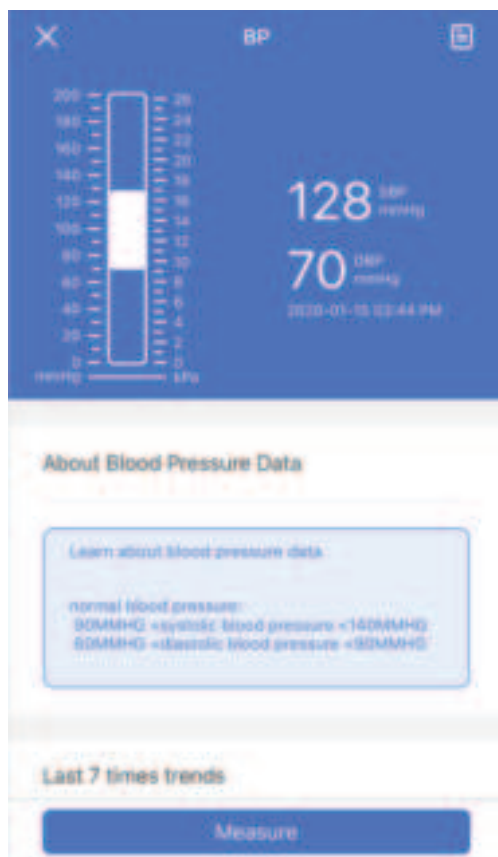 BP
200
180
160
140
120
100
80
60
40
20
0
mmHg
26
24
22
20
18
16
14
12
10
8
6
4
2
0
kPa
128 SBP
mmHg
70 DBP
mmHg
2020-01-15 03:44 PM
About Blood Pressure Data
Learn about blood pressure data
normal blood pressure:
90MMHG <systolic blood pressure <140MMHG
60MMHG <diastolic blood pressure <90MMHG
Last 7 times trends
Measure